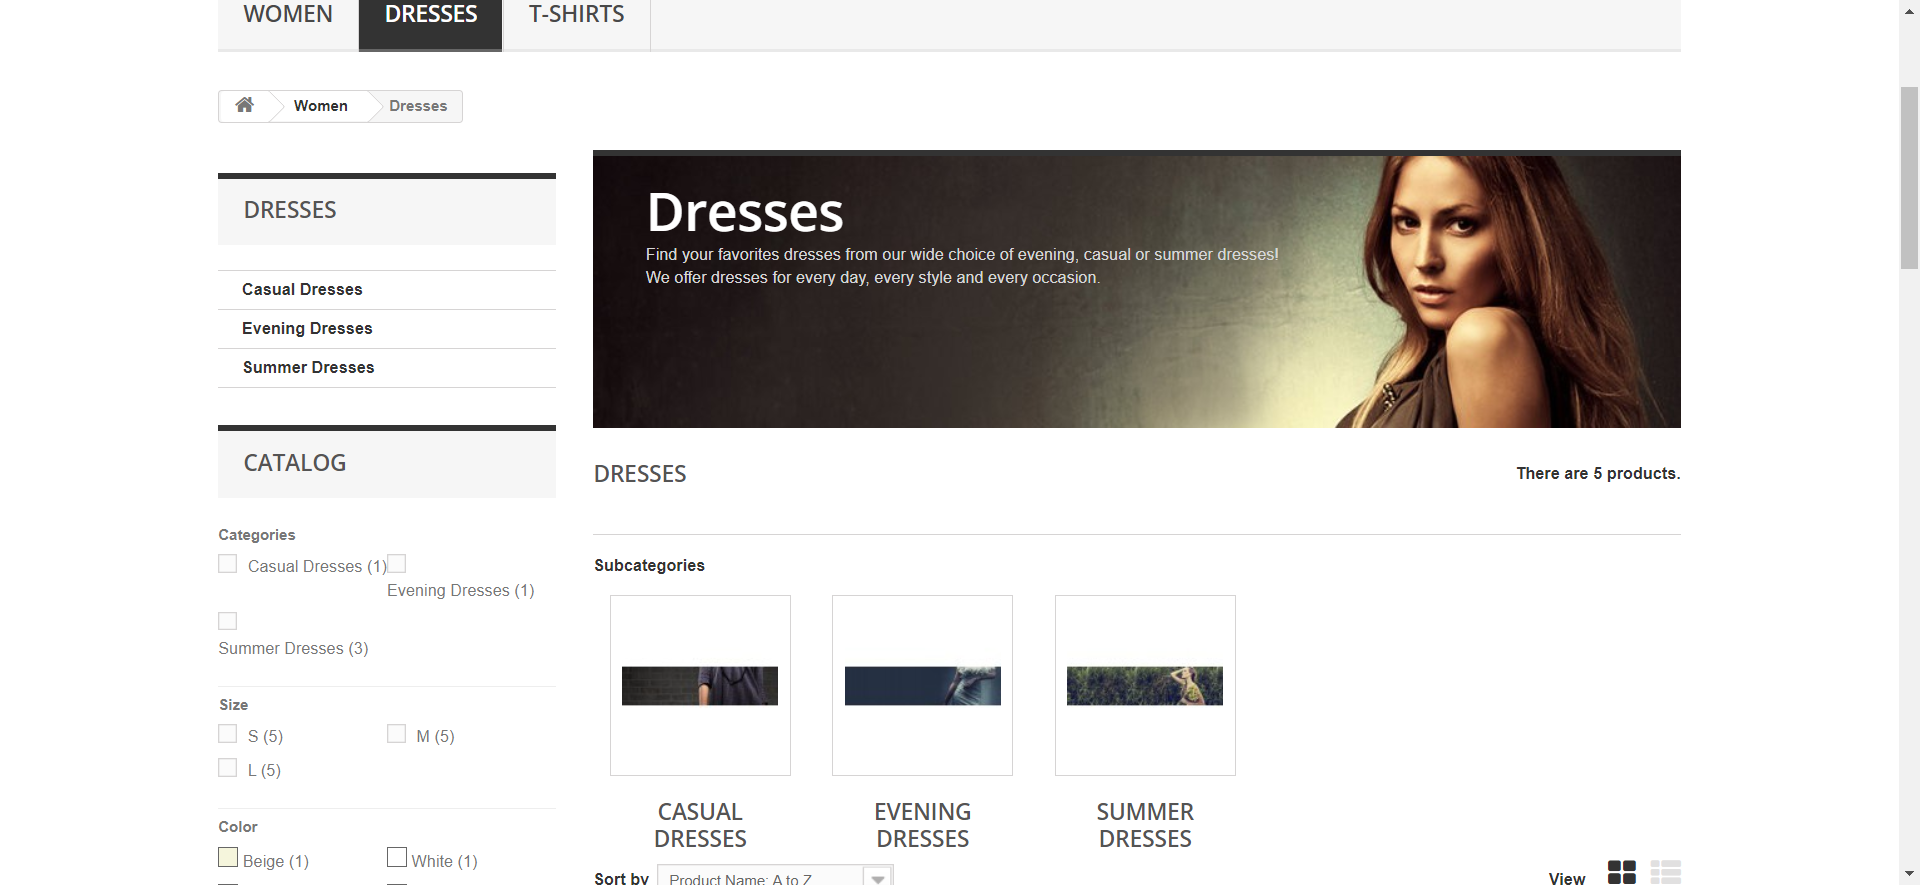 WOMEN DRESSES T-SHIRTS
Women Dresses
DRESSES
Casual Dresses
Evening Dresses
Summer Dresses
CATALOG
Categories
Casual Dresses (1)
Evening Dresses (1)
Summer Dresses (3)
Size
S (5) M (5)
L (5)
Color
Beige (1) White (1)
Dresses
Find your favorites dresses from our wide choice of evening, casual or summer dresses!
We offer dresses for every day, every style and every occasion.
DRESSES There are 5 products.
Subcategories
CASUAL
DRESSES
EVENING
DRESSES
SUMMER
DRESSES
Sort by Product Name: A to Z View